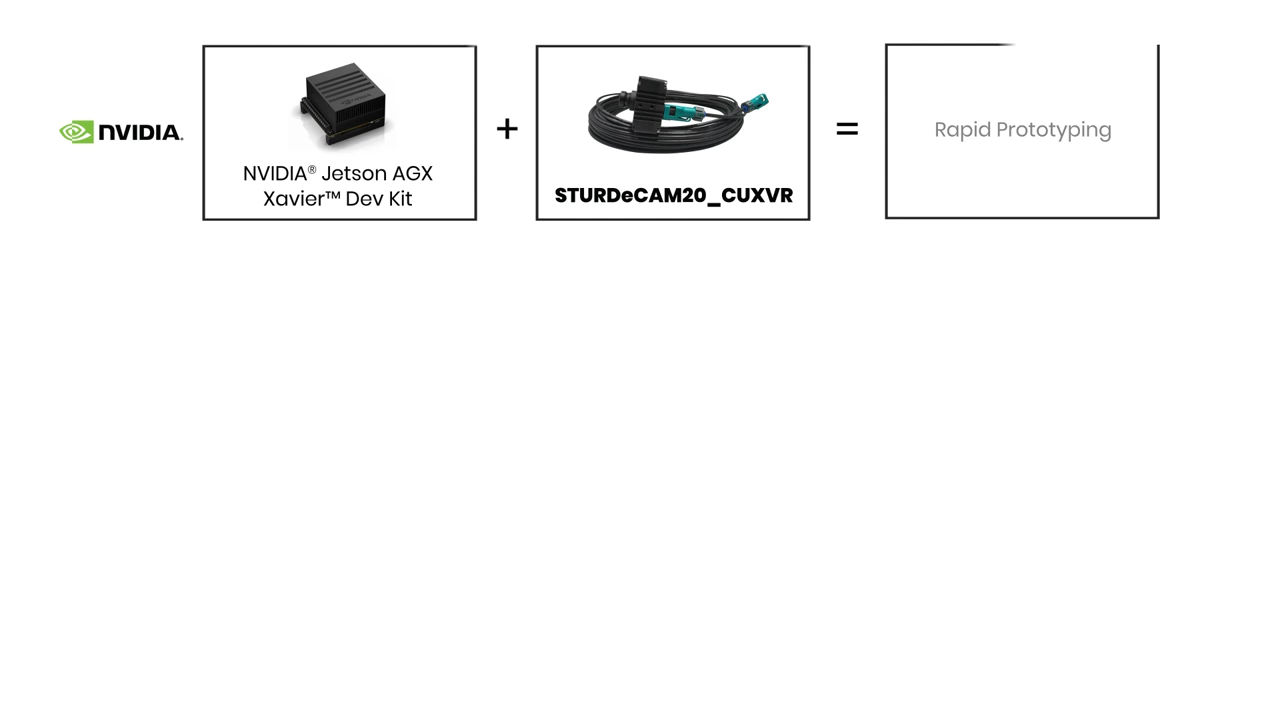 NVIDIA.
NVIDIA® Jetson AGX
Xavier™ Dev Kit
+
STURDeCAM20_CUXVR
=
Rapid Prototyping